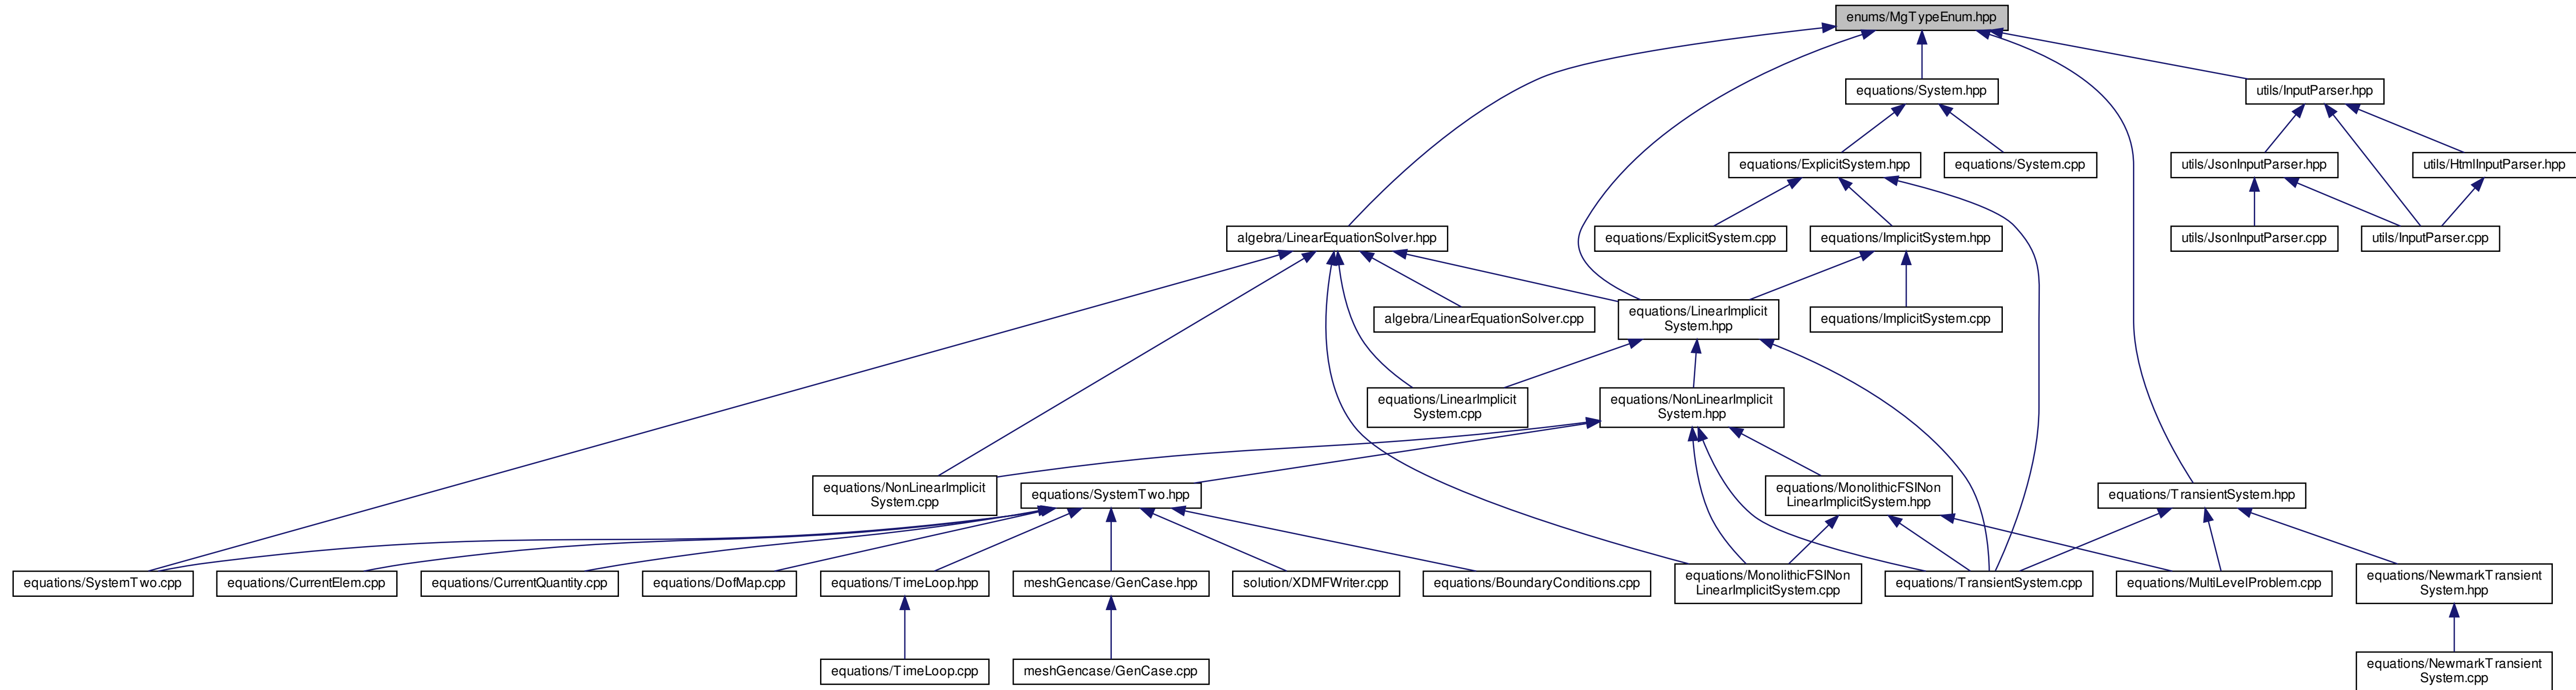 enums/MgTypeEnum.hpp
equations/System.hpp
utils/InputParser.hpp
equations/ExplicitSystem.hpp
equations/System.cpp
utils/JsonInputParser.hpp
utils/HtmlInputParser.hpp
algebra/LinearEquationSolver.hpp
equations/ExplicitSystem.cpp
equations/ImplicitSystem.hpp
utils/JsonInputParser.cpp
utils/InputParser.cpp
algebra/LinearEquationSolver.cpp
equations/LinearImplicit
System.hpp
equations/ImplicitSystem.cpp
equations/LinearImplicit
System.cpp
equations/NonLinearImplicit
System.hpp
equations/NonLinearImplicit
System.cpp
equations/SystemTwo.hpp
equations/MonolithicFSINon
LinearImplicitSystem.hpp
equations/TransientSystem.hpp
equations/SystemTwo.cpp
equations/CurrentElem.cpp
equations/CurrentQuantity.cpp
equations/DofMap.cpp
equations/TimeLoop.hpp
meshGencase/GenCase.hpp
solution/XDMFWriter.cpp
equations/BoundaryConditions.cpp
equations/MonolithicFSINon
LinearImplicitSystem.cpp
equations/TransientSystem.cpp
equations/MultiLevelProblem.cpp
equations/NewmarkTransient
System.hpp
equations/TimeLoop.cpp
meshGencase/GenCase.cpp
equations/NewmarkTransient
System.cpp